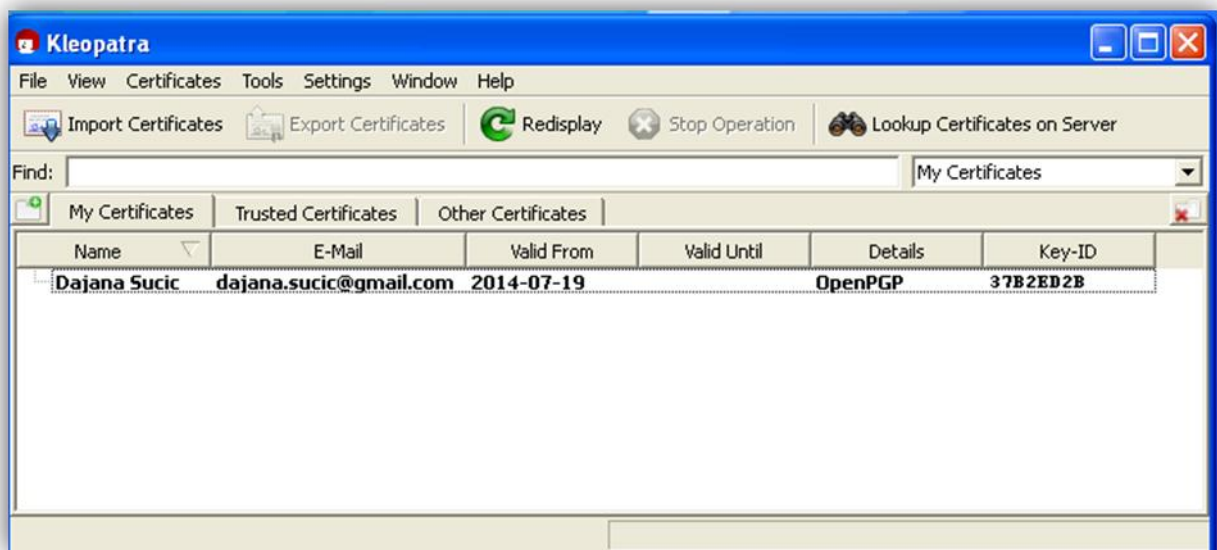 Kleopatra
File View Certificates Tools Settings Window Help
Import Certificates Export Certificates Redisplay Stop Operation Lookup Certificates on Server
Find: My Certificates
My Certificates Trusted Certificates Other Certificates
Name E-Mail Valid From Valid Until Details Key-ID
Dajana Sucic dajana.sucic@gmail.com 2014-07-19 OpenPGP 37B2ED2B